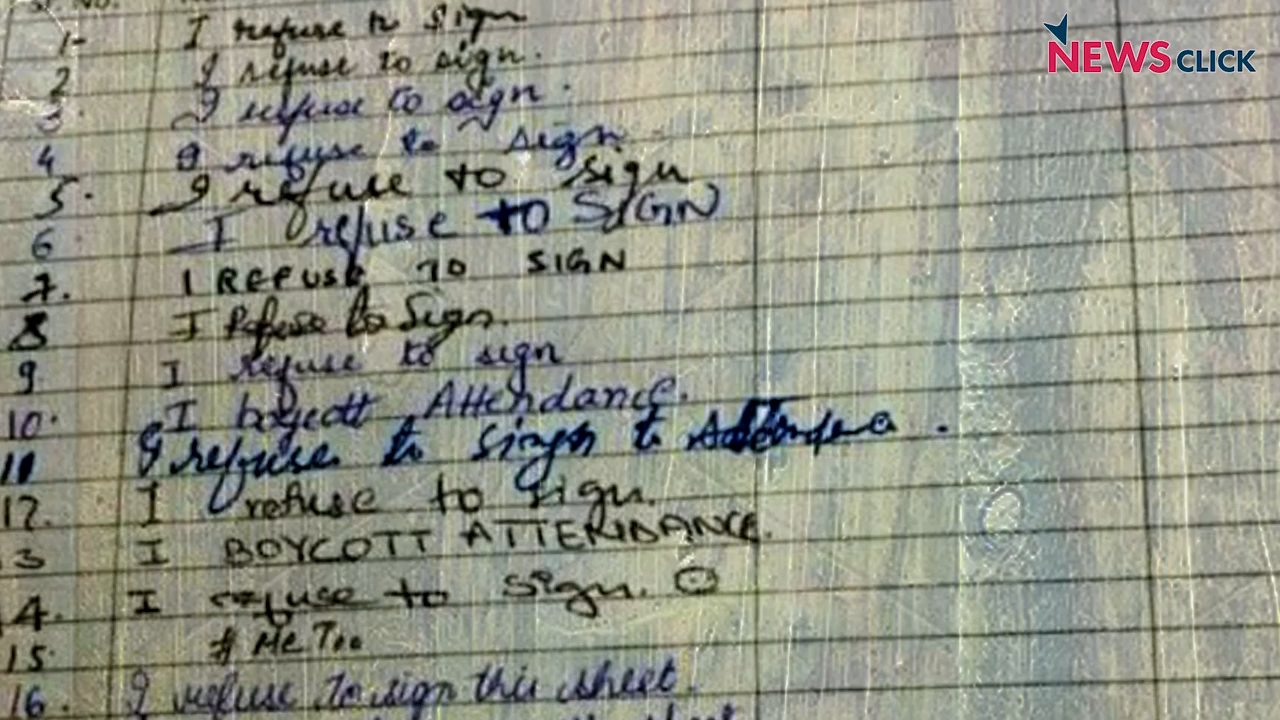 NEWSCLICK
1- I refuse to sign
2 I refuse to sign.
3. I refuse to sign.
4 I refuse to sign.
5. I refuse to sign
6 I refuse to SIGN
7. I REFUSE TO SIGN
8 I Refuse to Sign.
9 I refuse to sign
10. I boycott Attendance.
11 I refuse to to
12. I refuse to sign.
3 I BOYCOTT ATTENDANCE.
4. I refuse to sign.
15 # Me Too
16. I refuse to sign this sheet.